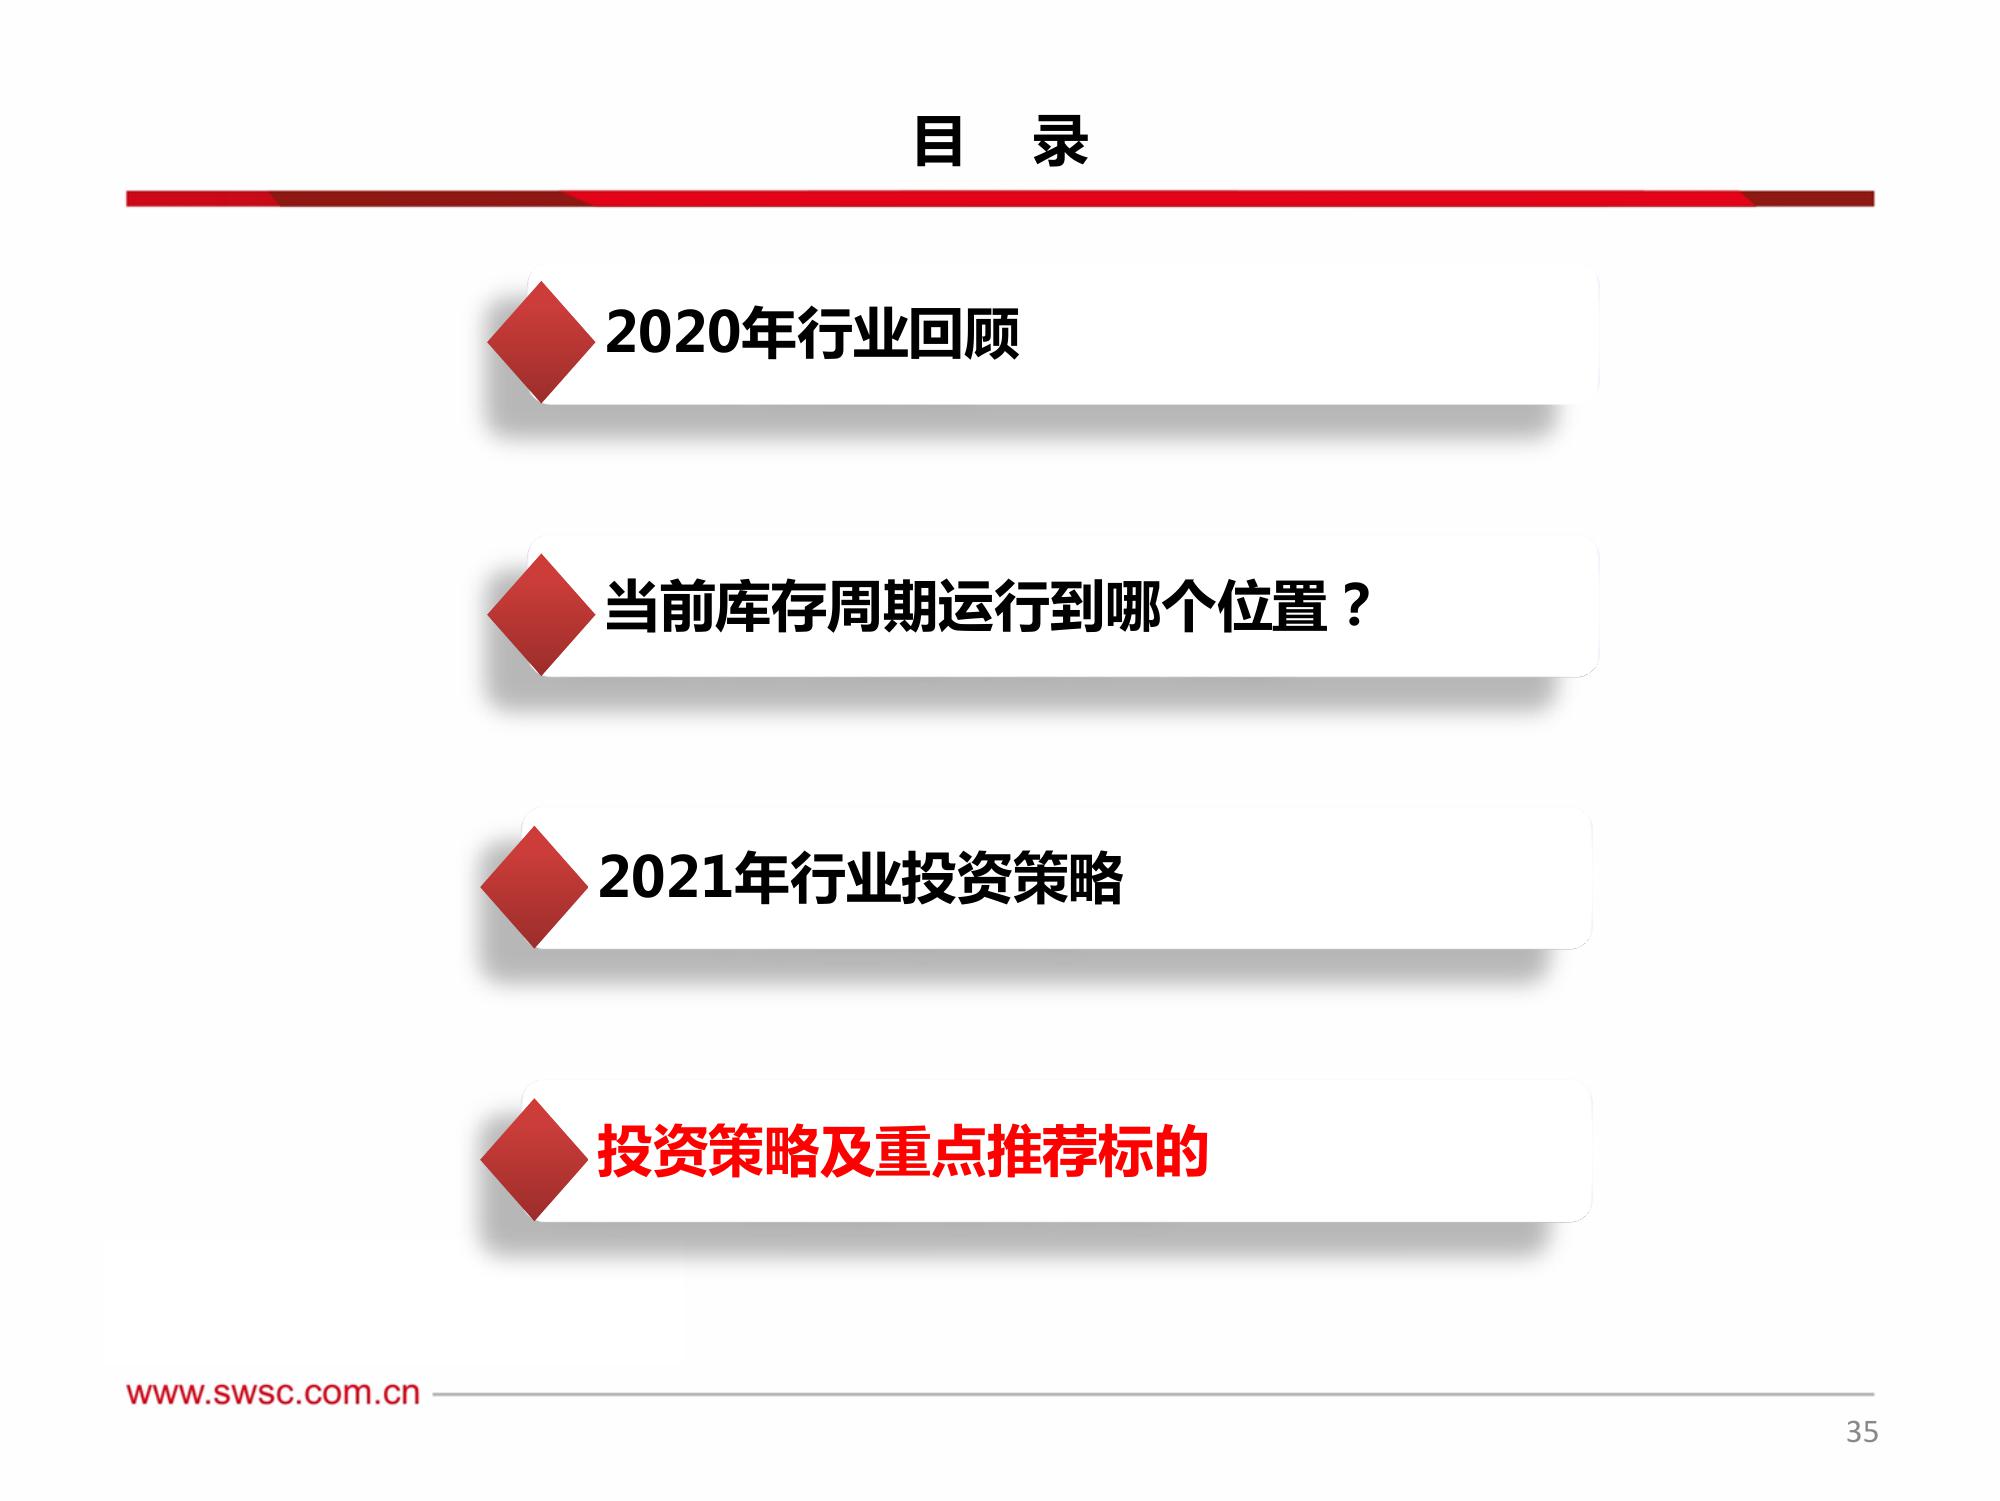 目 录
2020年行业回顾
当前库存周期运行到哪个位置？
2021年行业投资策略
投资策略及重点推荐标的
www.swsc.com.cn
35